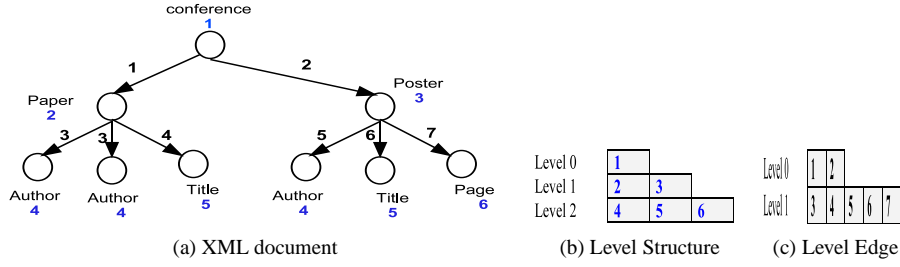 conference
1
1
2
Poster
3
Paper
2
3
3
4
5
6
7
Author
4
Author
4
Title
5
Author
4
Title
5
Page
6
Level 0
1
Level 1
2 3
Level 2
4 5 6
Level 0
1 2
Level 1
3 4 5 6 7
(a) XML document
(b) Level Structure
(c) Level Edge